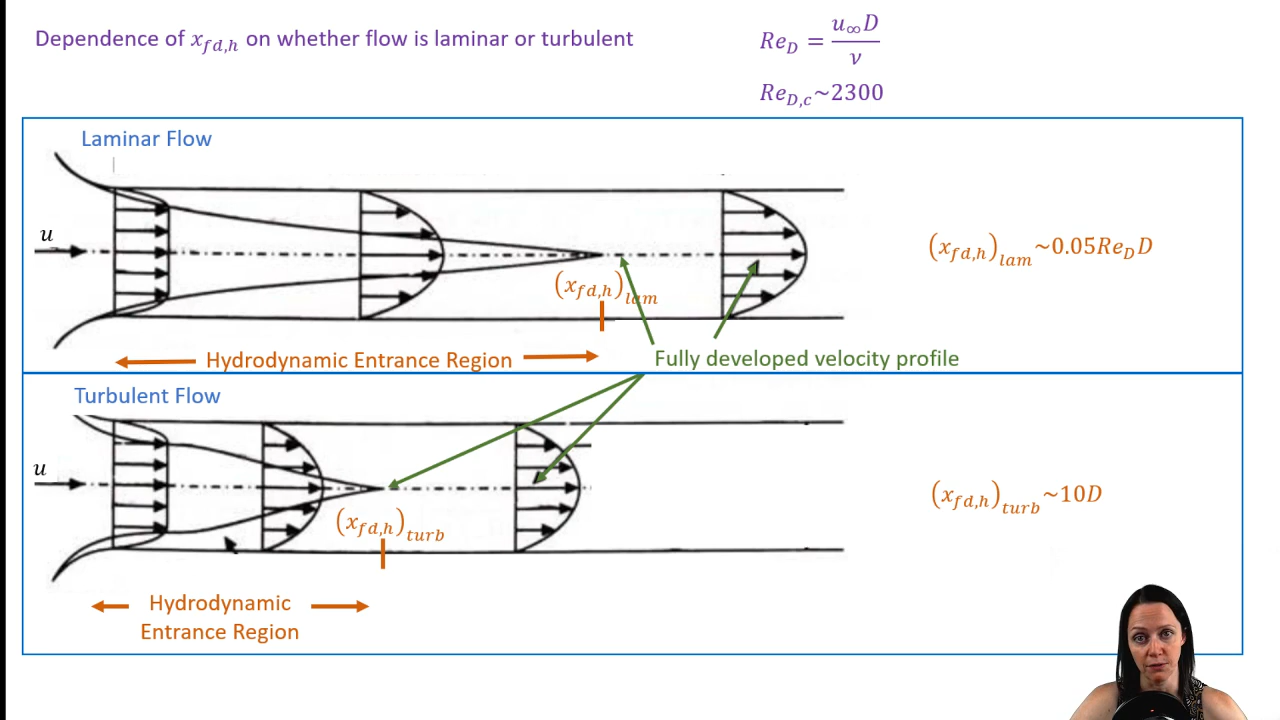 Dependence of x_{fd,h} on whether flow is laminar or turbulent
Re_D = \frac{u_∞ D}{ν}
Re_{D,c} ~ 2300
Laminar Flow
u
(x_{fd,h})_{lam}
(x_{fd,h})_{lam} ~ 0.05Re_D D
Hydrodynamic Entrance Region
Fully developed velocity profile
Turbulent Flow
u
(x_{fd,h})_{turb}
(x_{fd,h})_{turb} ~ 10D
Hydrodynamic
Entrance Region